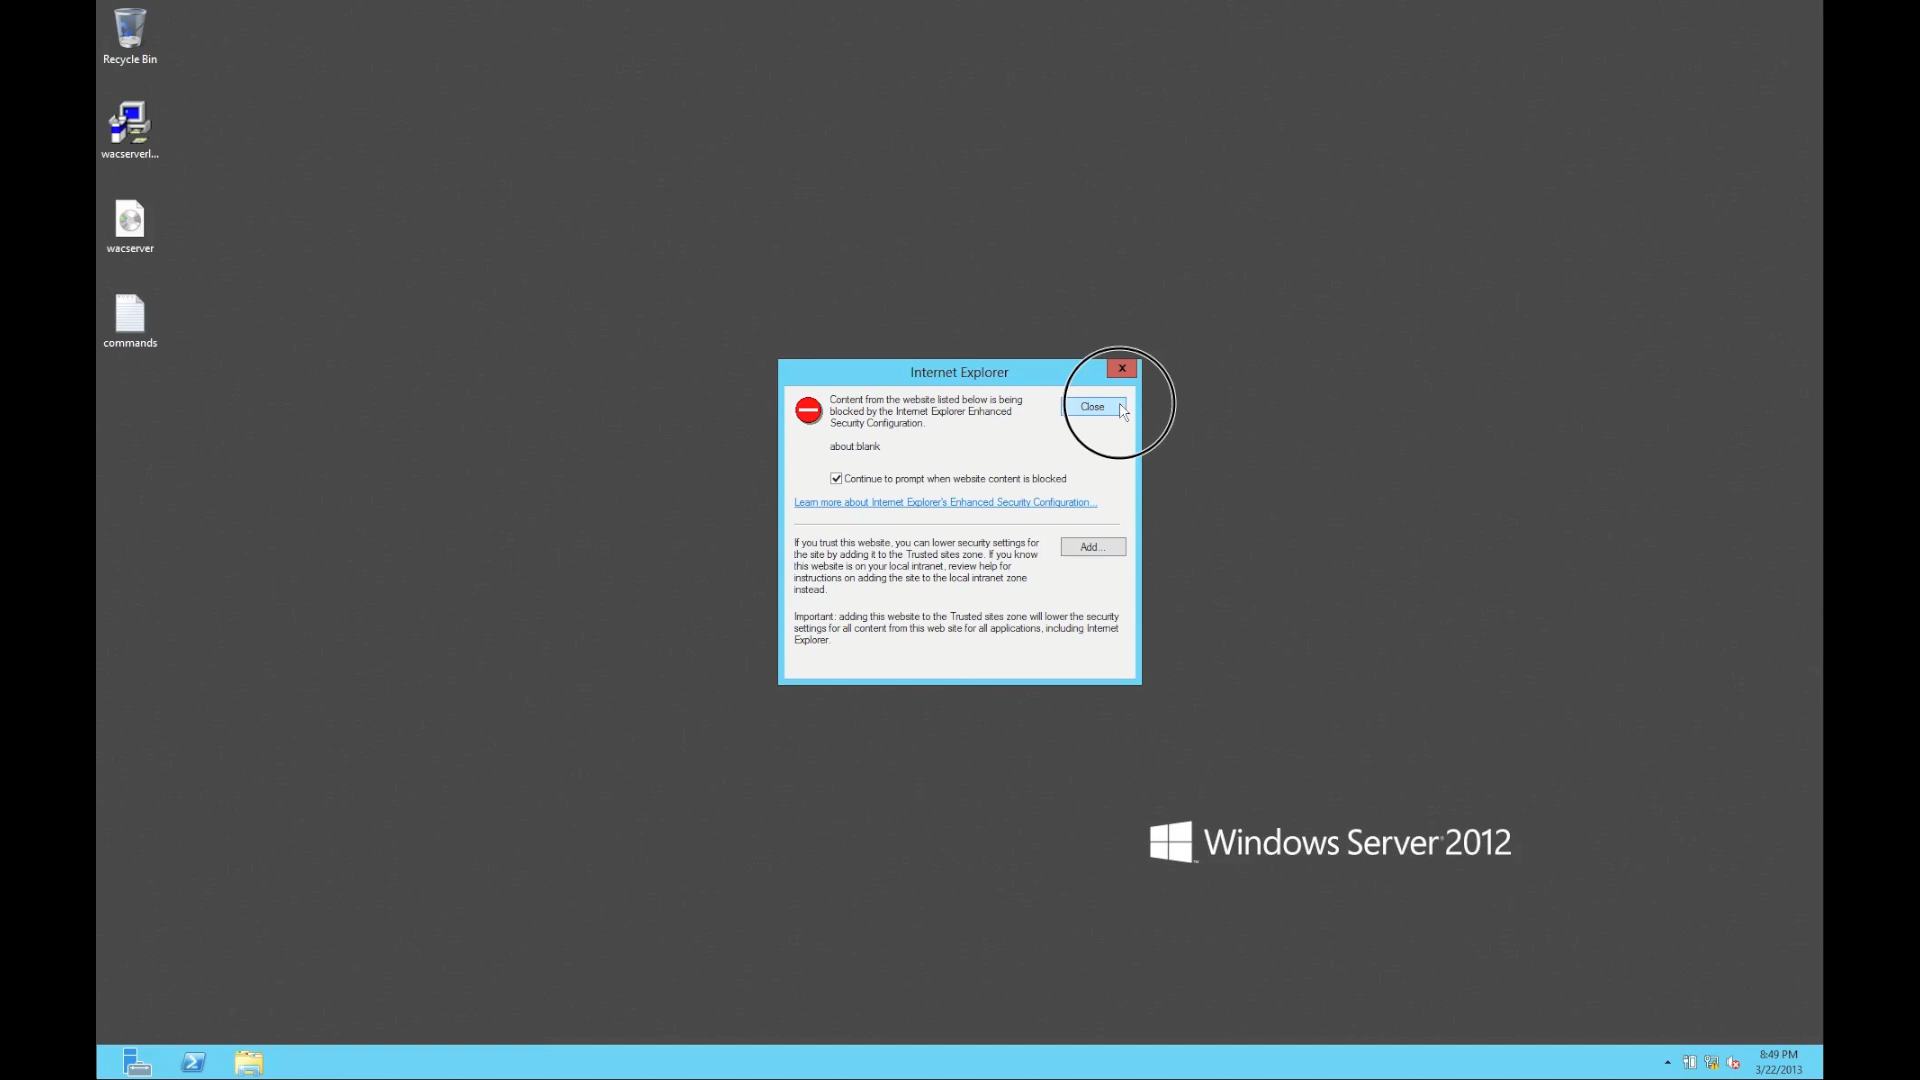 Recycle Bin
wacserverl...
wacserver
commands
Internet Explorer
x
Content from the website listed below is being
blocked by the Internet Explorer Enhanced
Security Configuration.
Close
about:blank
Continue to prompt when website content is blocked
Learn more about Internet Explorer's Enhanced Security Configuration...
If you trust this website, you can lower security settings for
the site by adding it to the Trusted sites zone. If you know
this website is on your local intranet, review help for
instructions on adding the site to the local intranet zone
instead.
Add...
Important: adding this website to the Trusted sites zone will lower the security
settings for all content from this web site for all applications, including Internet
Explorer.
Windows Server 2012
8:49 PM
3/22/2013